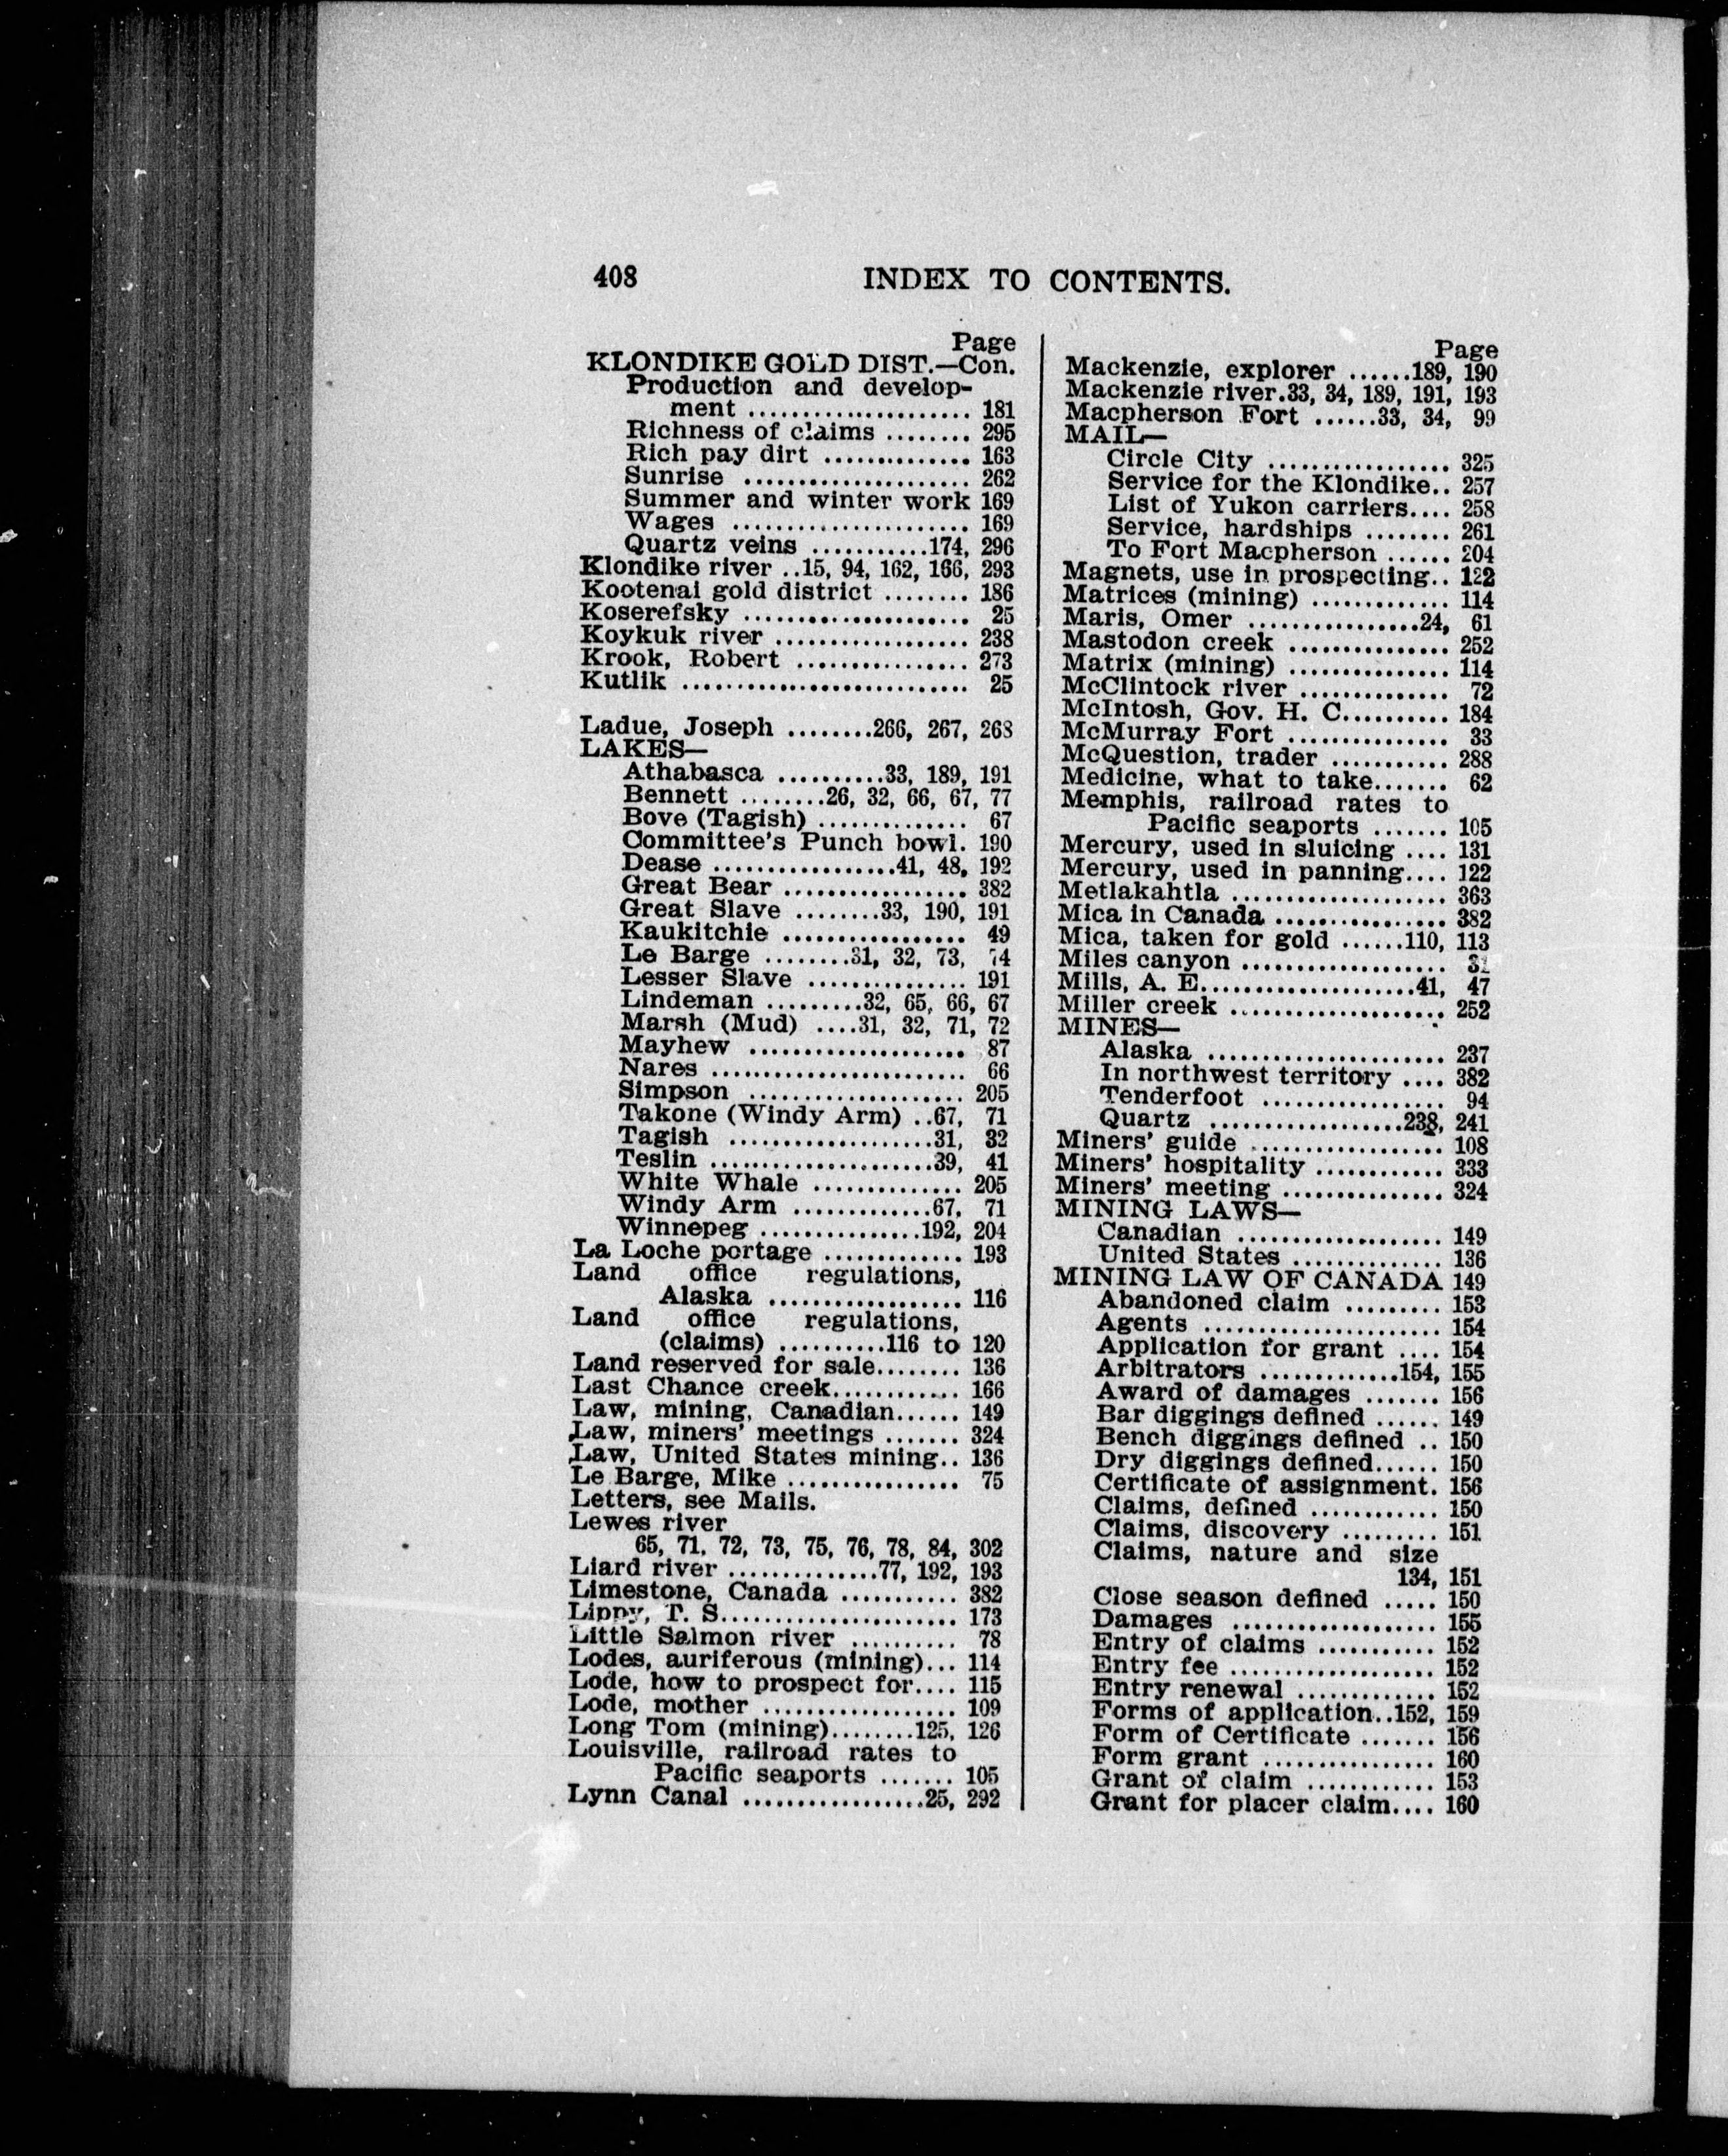 408 INDEX TO CONTENTS.
Page
KLONDIKE GOLD DIST.—Con.
Production and develop-
ment ..................... 181
Richness of claims ........ 295
Rich pay dirt .............. 163
Sunrise ..................... 262
Summer and winter work 169
Wages ...................... 169
Quartz veins ...........174, 296
Klondike river ..15, 94, 162, 166, 293
Kootenai gold district ........ 186
Koserefsky ..................... 25
Koykuk river .................. 238
Krook, Robert ................ 273
Kutlik ........................... 25
Ladue, Joseph ........266, 267, 268
LAKES—
Athabasca ..........33, 189, 191
Bennett ........26, 32, 66, 67, 77
Bove (Tagish) .............. 67
Committee's Punch bowl. 190
Dease .................41, 48, 192
Great Bear ................. 382
Great Slave ........33, 190, 191
Kaukitchie ................. 49
Le Barge ........31, 32, 73, 74
Lesser Slave ............... 191
Lindeman .........32, 65, 66, 67
Marsh (Mud) ....31, 32, 71, 72
Mayhew .................... 87
Nares ........................ 66
Simpson .................... 205
Takone (Windy Arm) ..67, 71
Tagish ...................31, 32
Teslin .....................39, 41
White Whale .............. 205
Windy Arm .............67, 71
Winnepeg ...............192, 204
La Loche portage ............. 193
Land office regulations,
Alaska .................. 116
Land office regulations,
(claims) ..........116 to 120
Land reserved for sale........ 136
Last Chance creek............ 166
Law, mining, Canadian...... 149
Law, miners' meetings ....... 324
Law, United States mining.. 136
Le Barge, Mike ................ 75
Letters, see Mails.
Lewes river
65, 71, 72, 73, 75, 76, 78, 84, 302
Liard river ..............77, 192, 193
Limestone, Canada ........... 382
Lippy, T. S...................... 173
Little Salmon river .......... 78
Lodes, auriferous (mining)... 114
Lode, how to prospect for.... 115
Lode, mother .................. 109
Long Tom (mining)........125, 126
Louisville, railroad rates to
Pacific seaports ....... 105
Lynn Canal .................25, 292
Page
Mackenzie, explorer ......189, 190
Mackenzie river.33, 34, 189, 191, 193
Macpherson Fort ......33, 34, 99
MAIL—
Circle City ................. 325
Service for the Klondike.. 257
List of Yukon carriers.... 258
Service, hardships ........ 261
To Fort Macpherson ...... 204
Magnets, use in prospecting.. 122
Matrices (mining) ............. 114
Maris, Omer ................24, 61
Mastodon creek ............... 252
Matrix (mining) ............... 114
McClintock river .............. 72
McIntosh, Gov. H. C.......... 184
McMurray Fort ............... 33
McQuestion, trader ........... 288
Medicine, what to take....... 62
Memphis, railroad rates to
Pacific seaports ....... 105
Mercury, used in sluicing .... 131
Mercury, used in panning.... 122
Metlakahtla .................... 363
Mica in Canada ................ 382
Mica, taken for gold ......110, 113
Miles canyon ...................
Mills, A. E....................41, 47
Miller creek .................... 252
MINES—
Alaska ...................... 237
In northwest territory .... 382
Tenderfoot ................. 94
Quartz ..................238, 241
Miners' guide .................. 108
Miners' hospitality ............ 333
Miners' meeting ............... 324
MINING LAWS—
Canadian ................... 149
United States .............. 136
MINING LAW OF CANADA 149
Abandoned claim ......... 153
Agents ...................... 154
Application for grant .... 154
Arbitrators .............154, 155
Award of damages ....... 156
Bar diggings defined ...... 149
Bench diggings defined .. 150
Dry diggings defined...... 150
Certificate of assignment. 156
Claims, defined ............ 150
Claims, discovery ......... 151
Claims, nature and size
134, 151
Close season defined ..... 150
Damages ................... 155
Entry of claims ........... 152
Entry fee ................... 152
Entry renewal ............. 152
Forms of application..152, 159
Form of Certificate ....... 156
Form grant ................ 160
Grant of claim ............ 153
Grant for placer claim.... 160